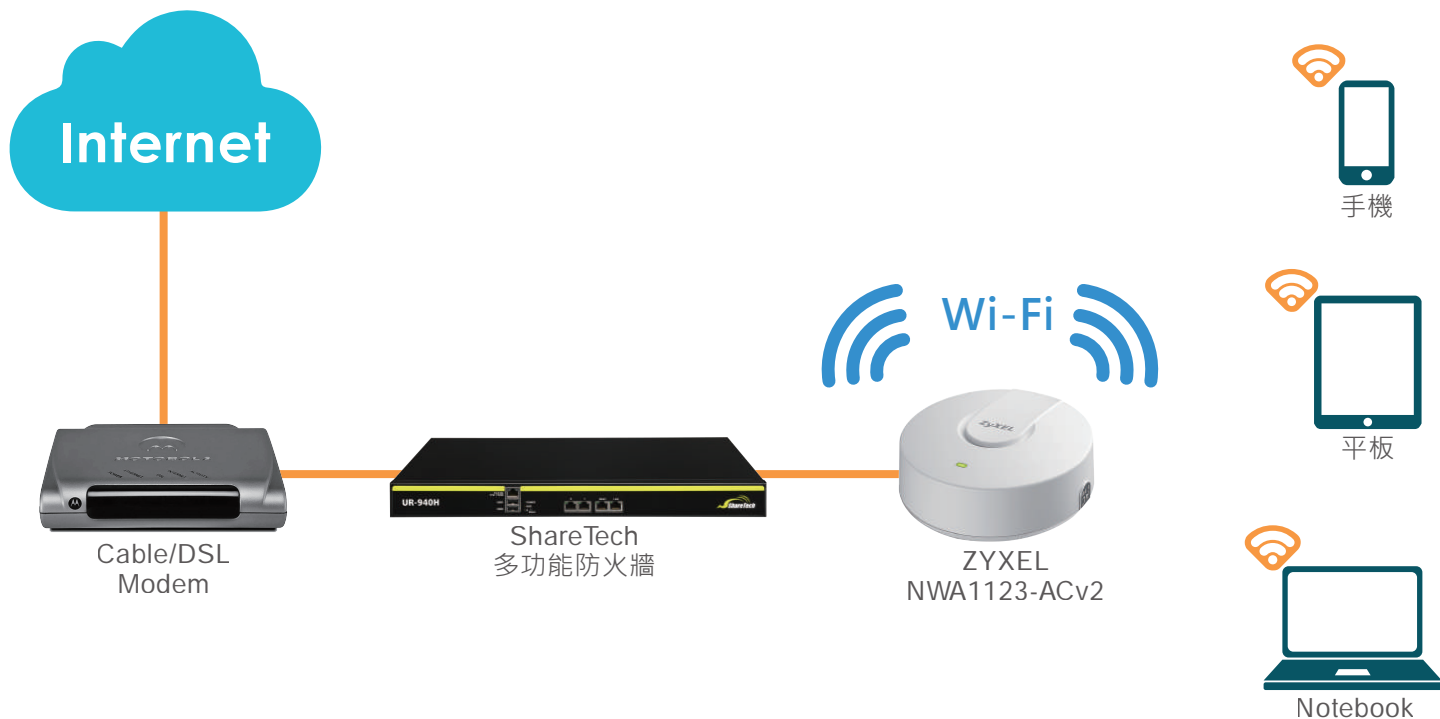 Internet
Wi-Fi
手機
平板
MOTOROLA
UR-940H
ShareTech
ZyXEL
Cable/DSL
Modem
ShareTech
多功能防火牆
ZYXEL
NWA1123-ACv2
Notebook